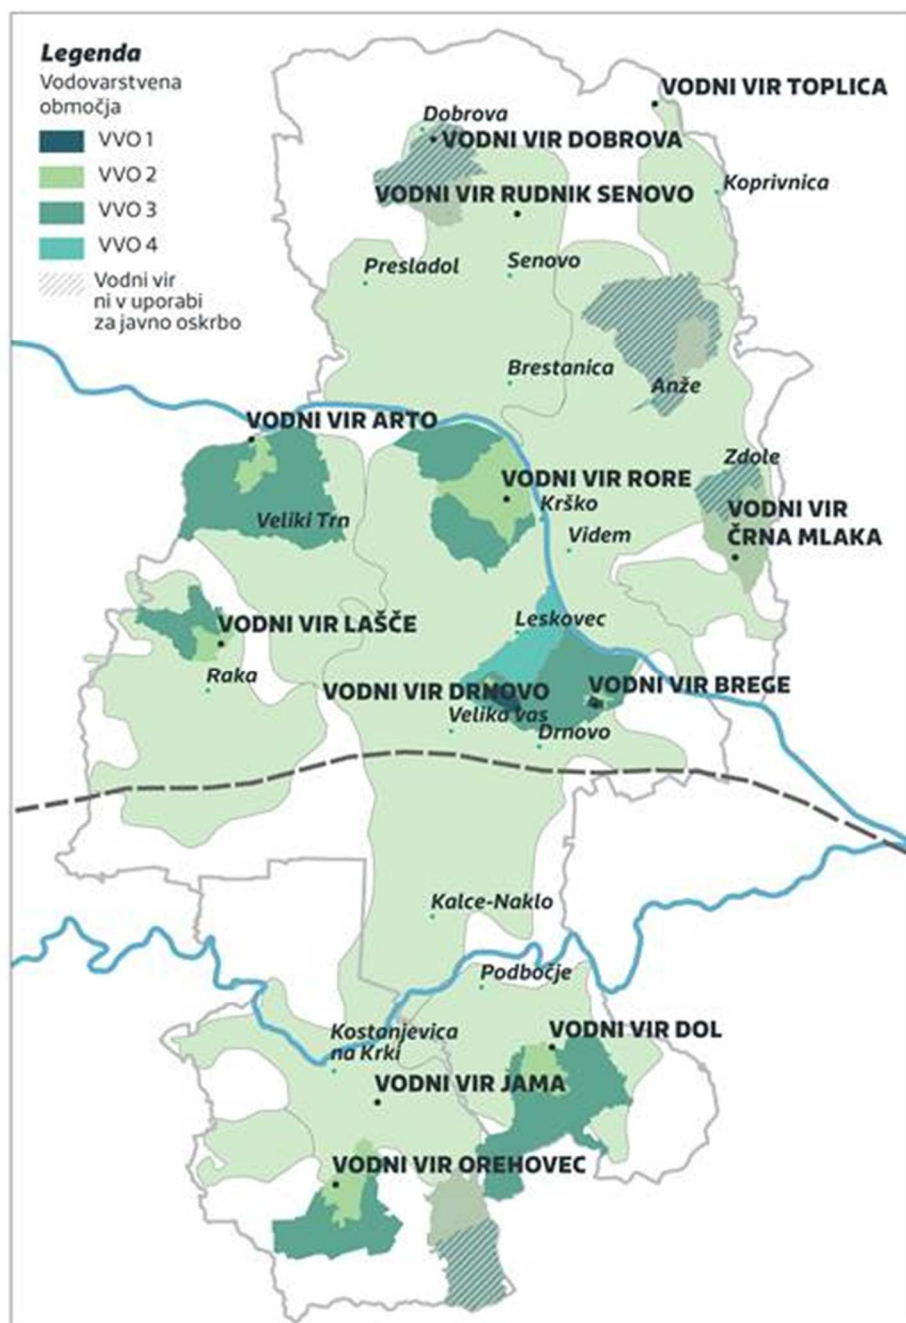 Legenda
Vodovarstvena
območja
VVO 1
VVO 2
VVO 3
VVO 4
Vodni vir
ni v uporabi
za javno oskrbo
VODNI VIR TOPLICA
Dobrova
VODNI VIR DOBROVA
Koprivnica
VODNI VIR RUDNIK SENOVO
Presladol
Senovo
Brestanica
Anže
VODNI VIR ARTO
Zdole
VODNI VIR RORE
Krško
VODNI VIR
ČRNA MLAKA
Veliki Trn
Videm
Leskovec
VODNI VIR LAŠČE
Raka
VODNI VIR DRNOVO
VODNI VIR BREGE
Velika vas
Drnovo
Kalce-Naklo
Podbočje
Kostanjevica
na Krki
VODNI VIR DOL
VODNI VIR JAMA
VODNI VIR OREHOVEC